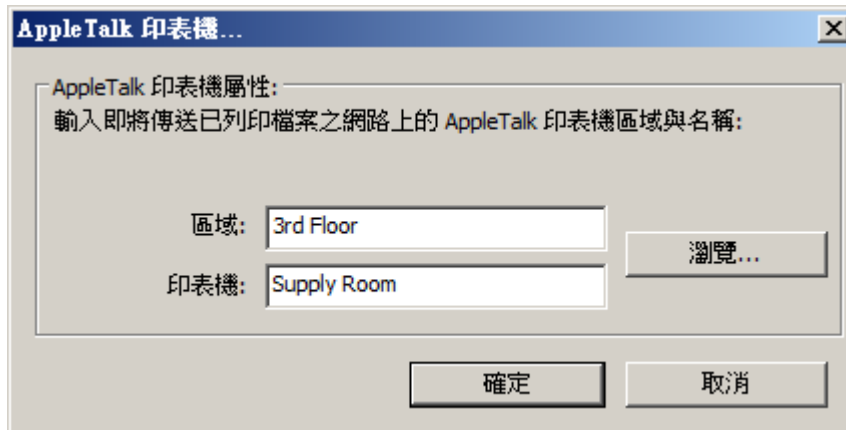 AppleTalk 印表機...
AppleTalk 印表機屬性:
輸入即將傳送已列印檔案之網路上的 AppleTalk 印表機區域與名稱:
區域: 3rd Floor
瀏覽...
印表機: Supply Room
確定 取消